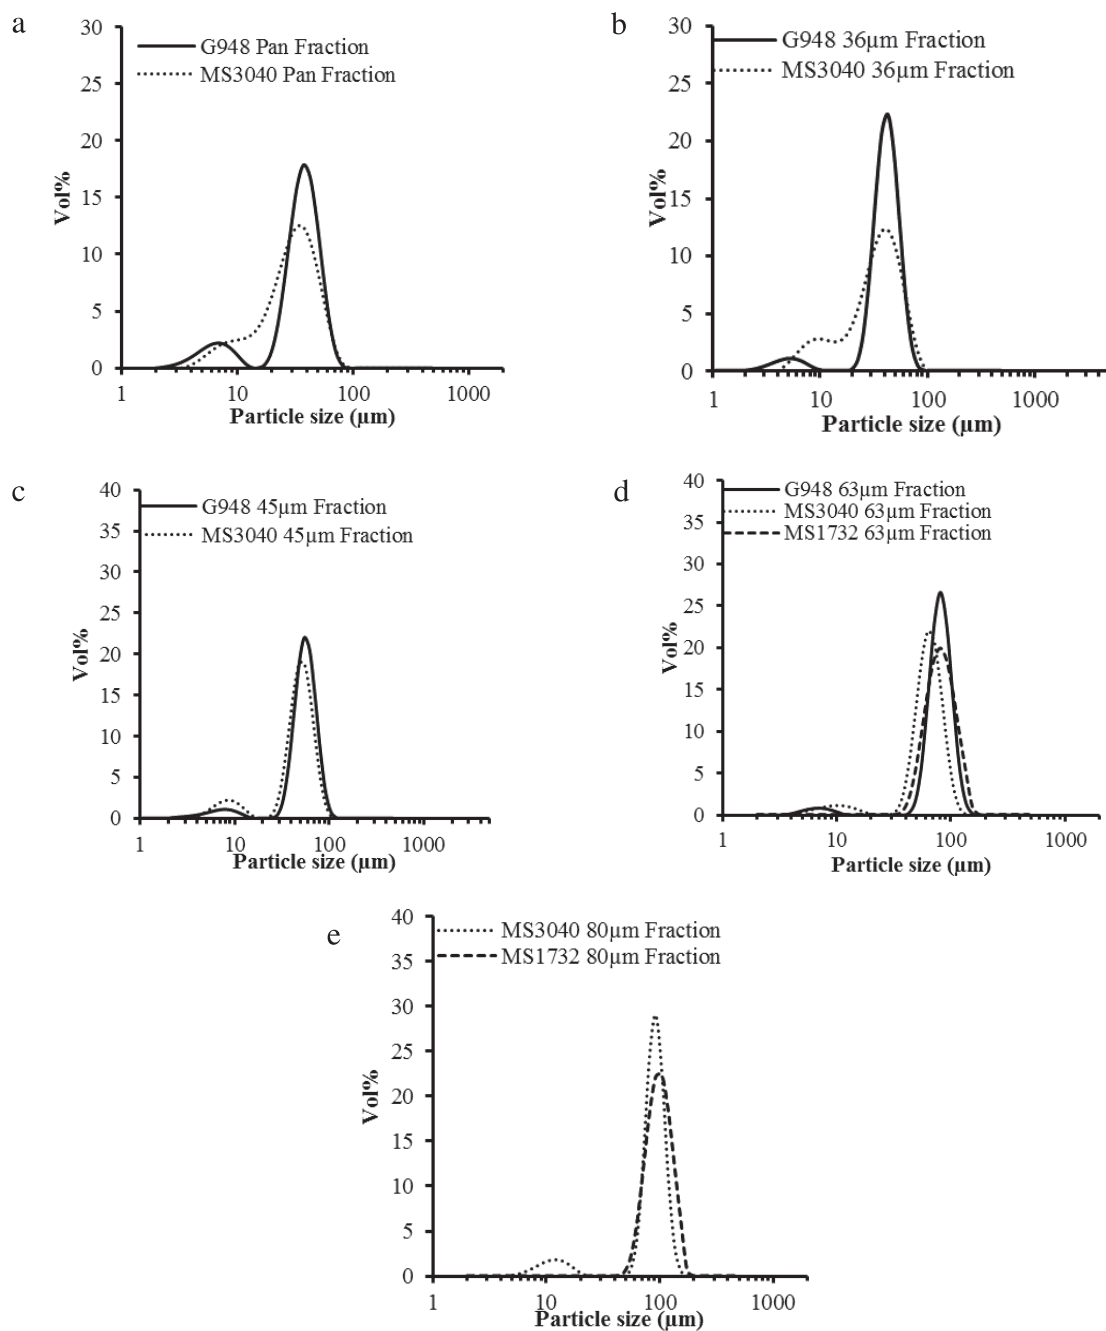 a
30
G948 Pan Fraction
MS3040 Pan Fraction
25
20
15
10
5
0
Vol%
1 10 100 1000
Particle size (µm)
b
30
G948 36µm Fraction
MS3040 36µm Fraction
25
20
15
10
5
0
Vol%
1 10 100 1000
Particle size (µm)
c
40
G948 45µm Fraction
MS3040 45µm Fraction
35
30
25
20
15
10
5
0
Vol%
1 10 100 1000
Particle size (µm)
d
40
G948 63µm Fraction
MS3040 63µm Fraction
MS1732 63µm Fraction
35
30
25
20
15
10
5
0
Vol%
1 10 100 1000
Particle size (µm)
e
40
MS3040 80µm Fraction
MS1732 80µm Fraction
35
30
25
20
15
10
5
0
Vol%
1 10 100 1000
Particle size (µm)